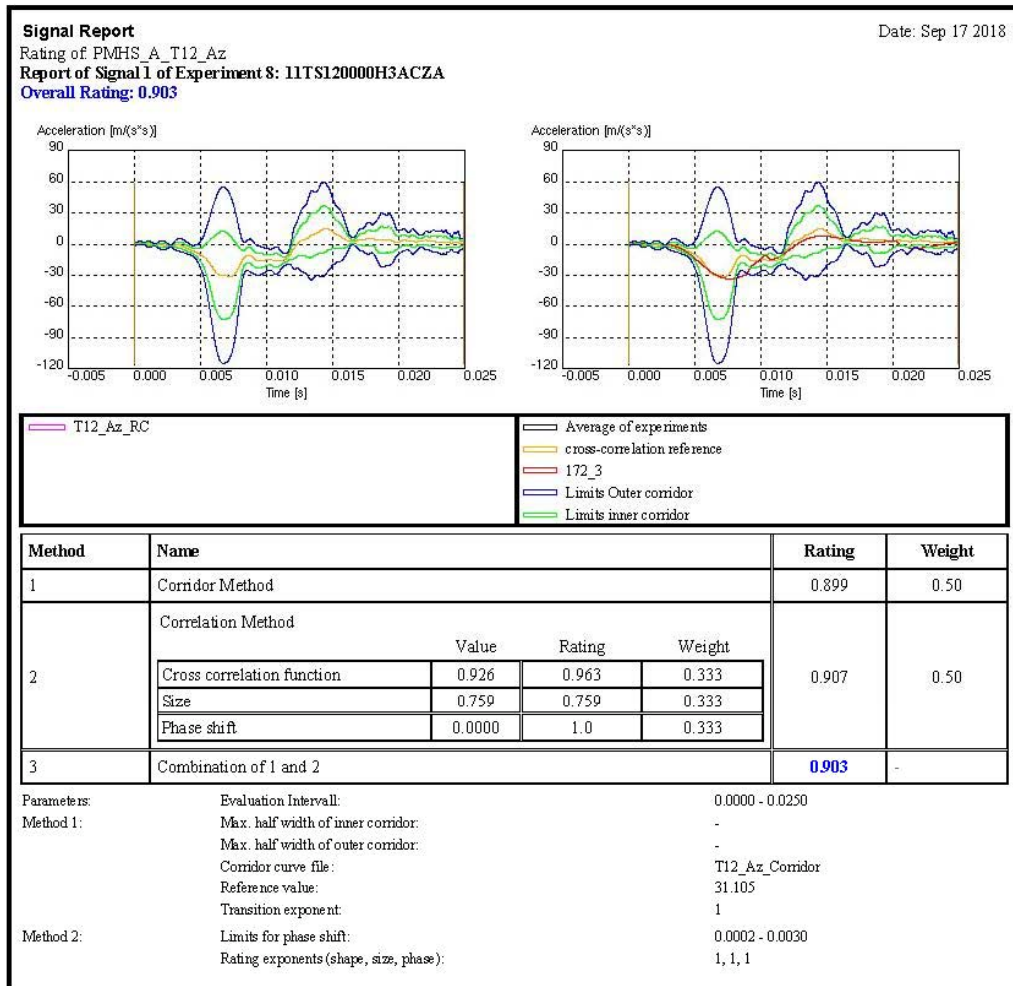 Signal Report
Date: Sep 17 2018
Rating of: PMHS_A_T12_Az
Report of Signal 1 of Experiment 8: 11TS120000H3ACZA
Overall Rating: 0.903
Acceleration [m/(s*s)]
90
60
30
0
-30
-60
-90
-120
-0.005 0.000 0.005 0.010 0.015 0.020 0.025
Time [s]
Acceleration [m/(s*s)]
90
60
30
0
-30
-60
-90
-120
-0.005 0.000 0.005 0.010 0.015 0.020 0.025
Time [s]
T12_Az_RC
Average of experiments
cross-correlation reference
172_3
Limits Outer corridor
Limits inner corridor
Method Name Rating Weight
1 Corridor Method 0.899 0.50
Correlation Method
Value Rating Weight
Cross correlation function 0.926 0.963 0.333
2 0.907 0.50
Size 0.759 0.759 0.333
Phase shift 0.0000 1.0 0.333
3 Combination of 1 and 2 0.903 -
Parameters: Evaluation Intervall: 0.0000 - 0.0250
Method 1: Max. half width of inner corridor: -
Max. half width of outer corridor: -
Corridor curve file: T12_Az_Corridor
Reference value: 31.105
Transition exponent: 1
Method 2: Limits for phase shift: 0.0002 - 0.0030
Rating exponents (shape, size, phase): 1, 1, 1